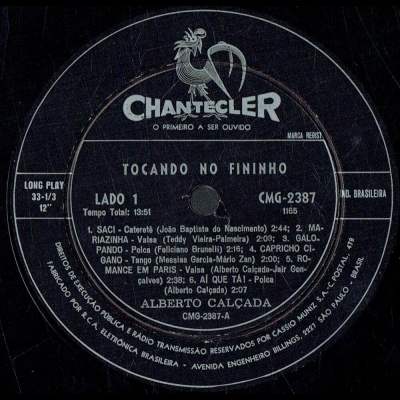 CHANTECLER
O PRIMEIRO A SER OUVIDO
MARCA REGIST
TOCANDO NO FININHO
LONG PLAY
33-1/3
12"
LADO 1
Tempo Total: 13:51
CMG-2387
1165
IND. BRASILEIRA
1. SACI - Cateretê (João Baptista do Nascimento) 2:44; 2. MA-
RIAZINHA - Valsa (Teddy Vieira-Palmeira) 2:02; 3. GALO-
PANDO - Polca (Feliciano Brunelli) 2:16; 4. CAPRICHO CI-
GANO - Tango (Messias Garcia-Mário Zan) 2:00; 5. RO-
MANCE EM PARIS - Valsa (Alberto Calçada-Jair Gon-
çalves) 2:38; 6. AÍ QUE TÁ! - Polca
(Alberto Calçada) 2:07
ALBERTO CALÇADA
CMG-2387-A
DIREITOS DE EXECUÇÃO PÚBLICA E RÁDIO TRANSMISSÃO RESERVADOS POR CÁSSIO MUNIZ S.A. - C. POSTAL, 478
FABRICADO POR R.C.A. ELETRÔNICA BRASILEIRA - AVENIDA ENGENHEIRO BILLINGS, 2227 SÃO PAULO - BRASIL